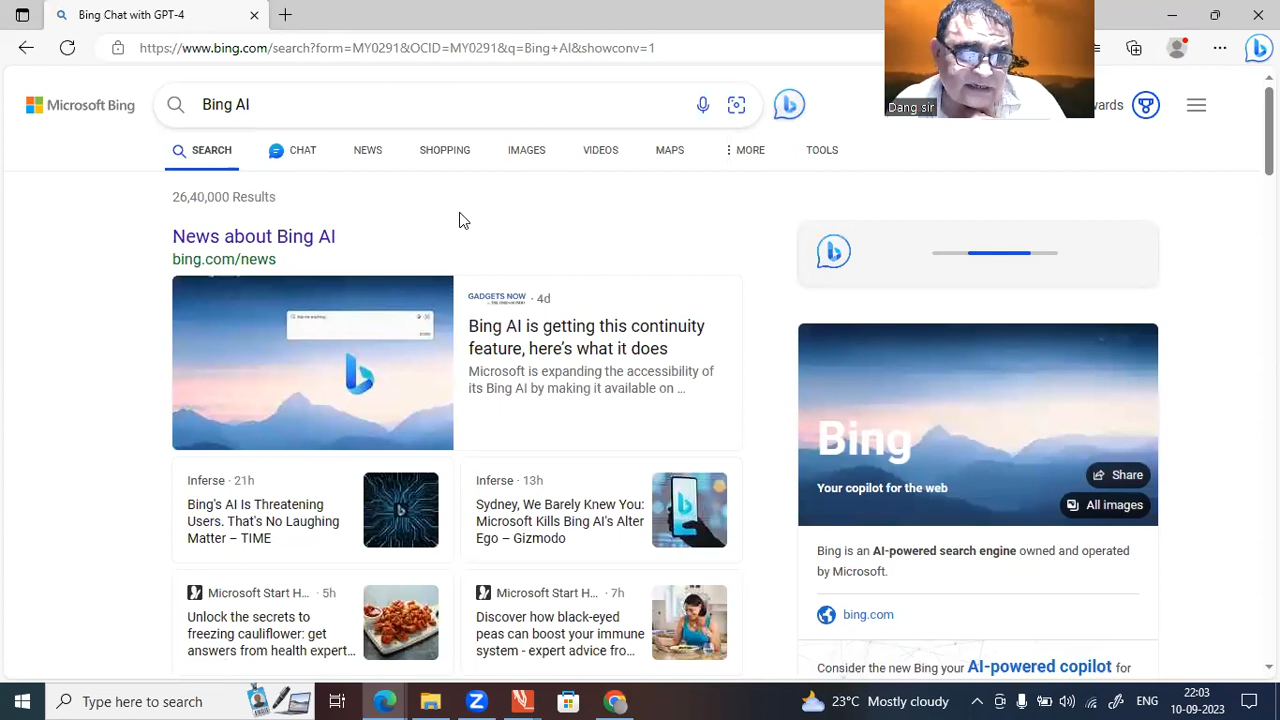 Bing Chat with GPT-4
https://www.bing.com/search?form=MY0291&OCID=MY0291&q=Bing+AI&showconv=1
Dang sir
Microsoft Bing
Bing AI
SEARCH
CHAT
NEWS
SHOPPING
IMAGES
VIDEOS
MAPS
MORE
TOOLS
26,40,000 Results
News about Bing AI
bing.com/news
GADGETS NOW
· 4d
Bing AI is getting this continuity
feature, here's what it does
Microsoft is expanding the accessibility of
its Bing AI by making it available on ...
Inferse · 21h
Bing's AI Is Threatening
Users. That's No Laughing
Matter – TIME
Inferse · 13h
Sydney, We Barely Knew You:
Microsoft Kills Bing AI's Alter
Ego – Gizmodo
Microsoft Start H... · 5h
Unlock the secrets to
freezing cauliflower: get
answers from health expert...
Microsoft Start H... · 7h
Discover how black-eyed
peas can boost your immune
system - expert advice fro...
Bing
Your copilot for the web
Share
All images
Bing is an AI-powered search engine owned and operated
by Microsoft.
bing.com
Consider the new Bing your AI-powered copilot for
Type here to search
23°C Mostly cloudy
ENG
22:03
10-09-2023